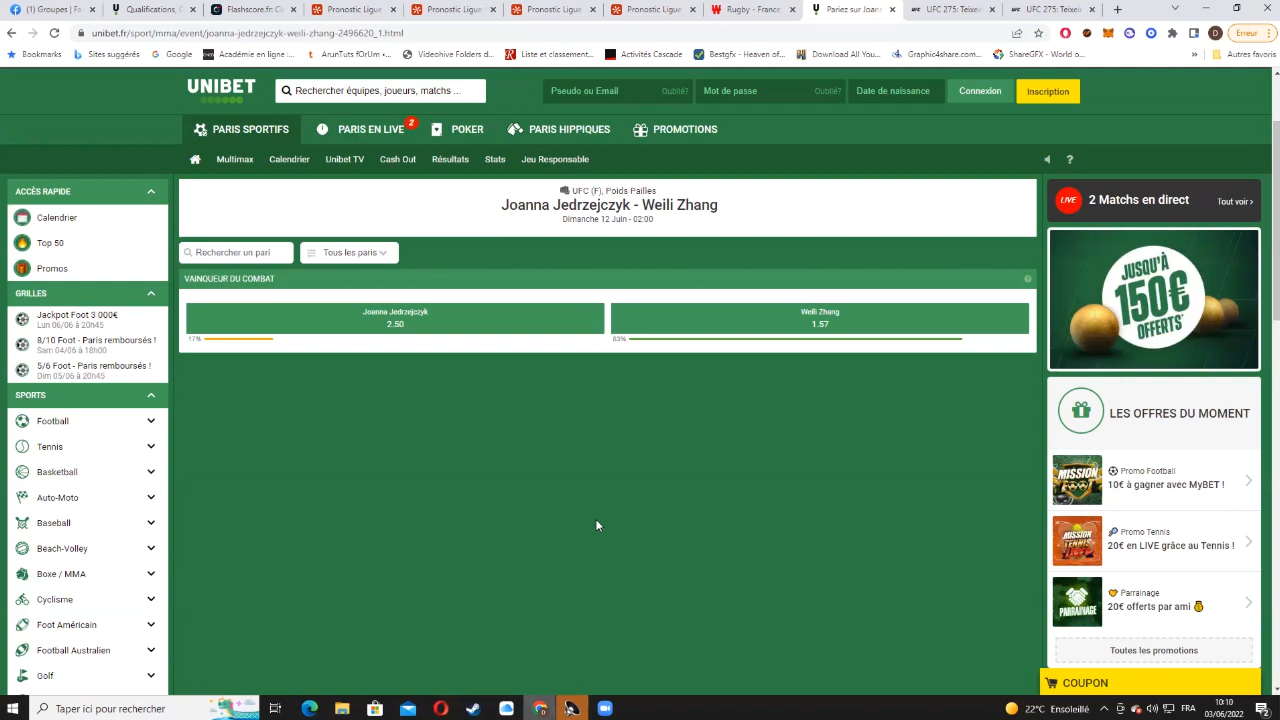 (1) Groupes | Fa
Qualifications, C
Flashscore.fr: Cl
Pronostic Ligue
Pronostic Ligue
Pronostic Ligue
Pronostic Ligue
Rugby - France
Pariez sur Joann
UFC 275: Teixei
UFC 275: Teixei
unibet.fr/sport/mma/event/joanna-jedrzejczyk-weili-zhang-2496620_1.html
Erreur
Bookmarks
Sites suggérés
Google
Académie en ligne :...
ArunTuts fOrUm -...
Videohive Folders d...
Liste et classement...
Activités Cascade
Bestgfx - Heaven of...
Download All You...
Graphic4share.com...
ShareGFX - World o...
»
Autres favoris
UNIBET
Rechercher équipes, joueurs, matchs ...
Pseudo ou Email
Oublié?
Mot de passe
Oublié?
Date de naissance
Connexion
Inscription
PARIS SPORTIFS
PARIS EN LIVE
2
POKER
PARIS HIPPIQUES
PROMOTIONS
Multimax
Calendrier
Unibet TV
Cash Out
Résultats
Stats
Jeu Responsable
?
ACCÈS RAPIDE
Calendrier
Top 50
Promos
GRILLES
Jackpot Foot 3 000€
Lun 06/06 à 20h45
8/10 Foot - Paris remboursés !
Sam 04/06 à 18h00
5/6 Foot - Paris remboursés !
Dim 05/06 à 20h45
SPORTS
Football
Tennis
Basketball
Auto-Moto
Baseball
Beach-Volley
Boxe / MMA
Cyclisme
Foot Américain
Football Australien
Golf
UFC (F), Poids Pailles
Joanna Jedrzejczyk - Weili Zhang
Dimanche 12 Juin - 02:00
Rechercher un pari
Tous les paris
VAINQUEUR DU COMBAT
Joanna Jedrzejczyk
2.50
17%
Weili Zhang
1.57
83%
LIVE
2 Matchs en direct
Tout voir ›
JUSQU'À
150€
OFFERTS*
LES OFFRES DU MOMENT
MISSION
FOOT
Promo Football
10€ à gagner avec MyBET !
MISSION
TENNIS
LIVE
Promo Tennis
20€ en LIVE grâce au Tennis !
PARRAINAGE
Parrainage
20€ offerts par ami
Toutes les promotions
COUPON
Taper ici pour rechercher
22°C Ensoleillé
FRA
10:10
03/06/2022
2